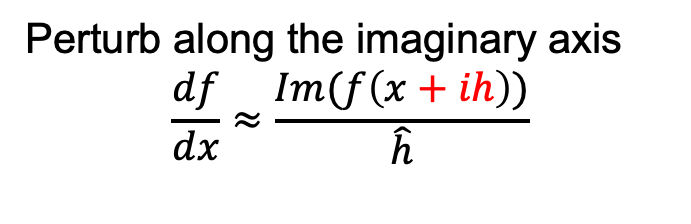 Perturb along the imaginary axis
df/dx ≈ Im(f(x + ih))/ĥ